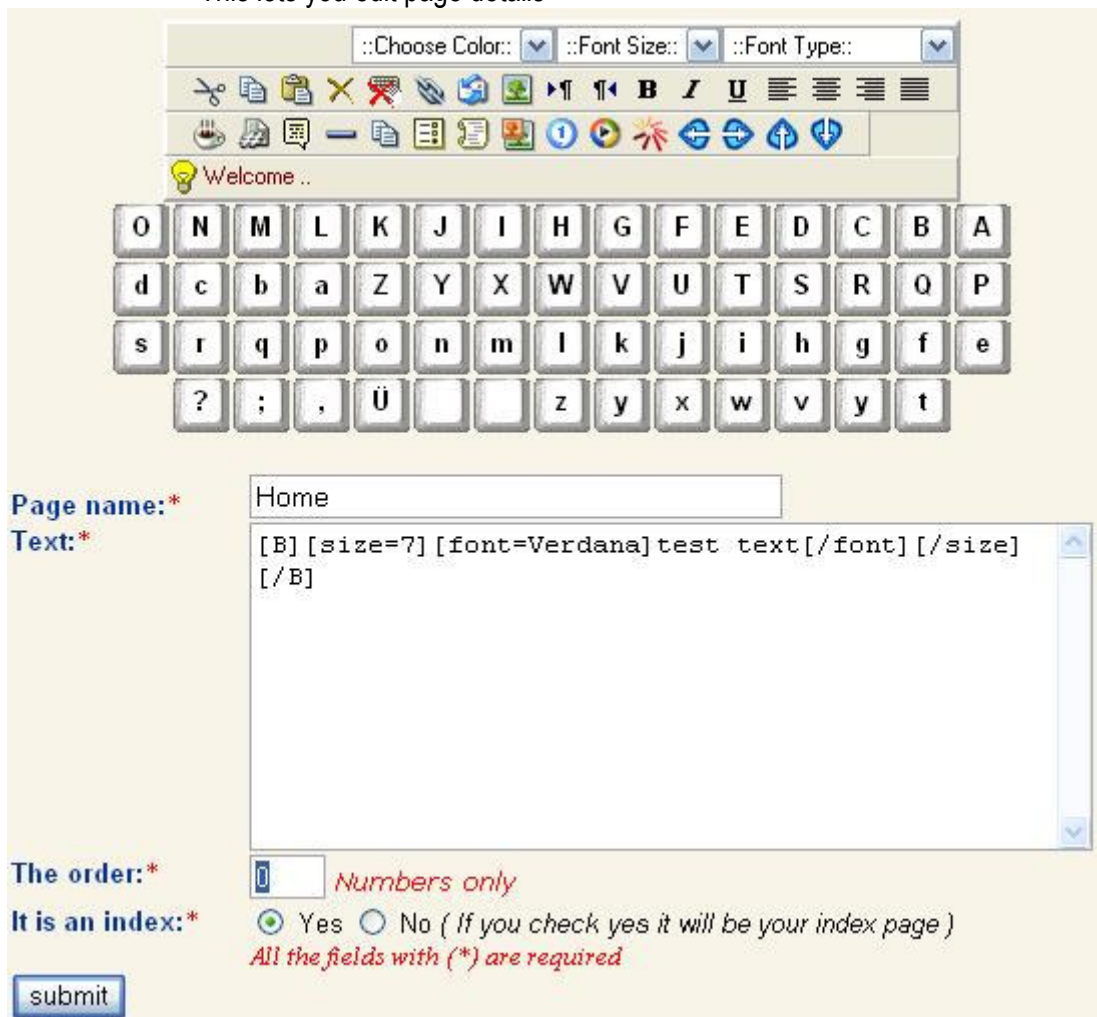 This lets you edit page details
::Choose Color:: ::Font Size:: ::Font Type::
B I U
Welcome ..
O N M L K J I H G F E D C B A
d c b a Z Y X W V U T S R Q P
s r q p o n m l k j i h g f e
? ; , Ü z y x w v y t
Page name:* Home
Text:* [B][size=7][font=Verdana]test text[/font][/size]
[/B]
The order:* 0 Numbers only
It is an index:* Yes No ( If you check yes it will be your index page )
All the fields with (*) are required
submit